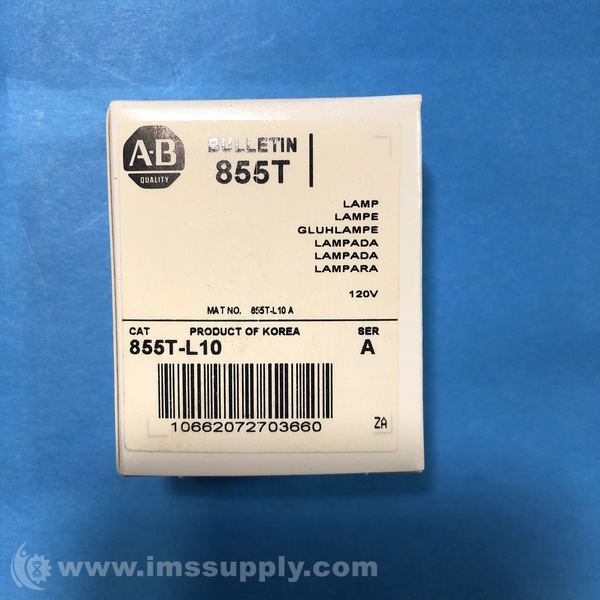 A-B
QUALITY
BULLETIN
855T
LAMP
LAMPE
GLUHLAMPE
LAMPADA
LAMPADA
LAMPARA
120V
MAT NO. 855T-L10 A
CAT PRODUCT OF KOREA SER
855T-L10 A
10662072703660
ZA
www.imssupply.com